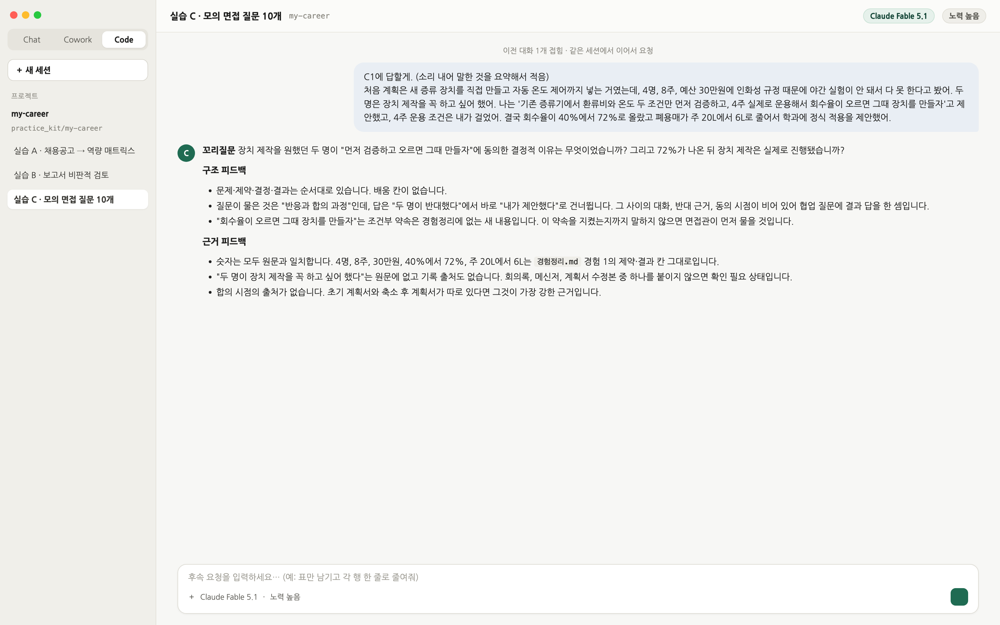 Chat Cowork Code
+ 새 세션
프로젝트
my-career
practice_kit/my-career
실습 A · 채용공고 → 역량 매트릭스
실습 B · 보고서 비판적 검토
실습 C · 모의 면접 질문 10개
실습 C · 모의 면접 질문 10개 my-career
Claude Fable 5.1 노력 높음
이전 대화 1개 접힘 · 같은 세션에서 이어서 요청
C1에 답할게. (소리 내어 말한 것을 요약해서 적음)
처음 계획은 새 증류 장치를 직접 만들고 자동 온도 제어까지 넣는 거였는데, 4명, 8주, 예산 30만원에 인화성 규정 때문에 야간 실험이 안 돼서 다 못 한다고 봤어. 두
명은 장치 제작을 꼭 하고 싶어 했어. 나는 '기존 증류기에서 환류비와 온도 두 조건만 먼저 검증하고, 4주 실제로 운용해서 회수율이 오르면 그때 장치를 만들자'고 제
안했고, 4주 운용 조건은 내가 걸었어. 결국 회수율이 40%에서 72%로 올랐고 폐용매가 주 20L에서 6L로 줄어서 학과에 정식 적용을 제안했어.
C
꼬리질문 장치 제작을 원했던 두 명이 "먼저 검증하고 오르면 그때 만들자"에 동의한 결정적 이유는 무엇이었습니까? 그리고 72%가 나온 뒤 장치 제작은 실제로 진행됐습니까?
구조 피드백
• 문제·제약·결정·결과는 순서대로 있습니다. 배움 칸이 없습니다.
• 질문이 물은 것은 "반응과 합의 과정"인데, 답은 "두 명이 반대했다"에서 바로 "내가 제안했다"로 건너뜁니다. 그 사이의 대화, 반대 근거, 동의 시점이 비어 있어 협업 질문에 결과 답을 한 셈입니다.
• "회수율이 오르면 그때 장치를 만들자"는 조건부 약속은 경험정리에 없는 새 내용입니다. 이 약속을 지켰는지까지 말하지 않으면 면접관이 먼저 물을 것입니다.
근거 피드백
• 숫자는 모두 원문과 일치합니다. 4명, 8주, 30만원, 40%에서 72%, 주 20L에서 6L는 경험정리.md 경험 1의 제약·결과 칸 그대로입니다.
• "두 명이 장치 제작을 꼭 하고 싶어 했다"는 원문에 없고 기록 출처도 없습니다. 회의록, 메신저, 계획서 수정본 중 하나를 붙이지 않으면 확인 필요 상태입니다.
• 합의 시점의 출처가 없습니다. 초기 계획서와 축소 후 계획서가 따로 있다면 그것이 가장 강한 근거입니다.
후속 요청을 입력하세요… (예: 표만 남기고 각 행 한 줄로 줄여줘)
+ Claude Fable 5.1 · 노력 높음